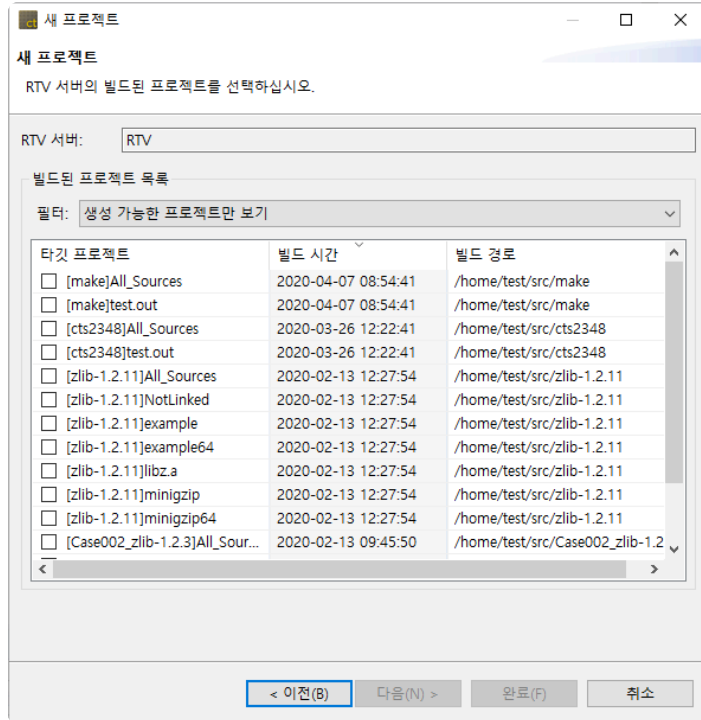 ct 새 프로젝트
새 프로젝트
RTV 서버의 빌드된 프로젝트를 선택하십시오.
RTV 서버: RTV
빌드된 프로젝트 목록
필터: 생성 가능한 프로젝트만 보기
타깃 프로젝트 빌드 시간 빌드 경로
[make]All_Sources 2020-04-07 08:54:41 /home/test/src/make
[make]test.out 2020-04-07 08:54:41 /home/test/src/make
[cts2348]All_Sources 2020-03-26 12:22:41 /home/test/src/cts2348
[cts2348]test.out 2020-03-26 12:22:41 /home/test/src/cts2348
[zlib-1.2.11]All_Sources 2020-02-13 12:27:54 /home/test/src/zlib-1.2.11
[zlib-1.2.11]NotLinked 2020-02-13 12:27:54 /home/test/src/zlib-1.2.11
[zlib-1.2.11]example 2020-02-13 12:27:54 /home/test/src/zlib-1.2.11
[zlib-1.2.11]example64 2020-02-13 12:27:54 /home/test/src/zlib-1.2.11
[zlib-1.2.11]libz.a 2020-02-13 12:27:54 /home/test/src/zlib-1.2.11
[zlib-1.2.11]minigzip 2020-02-13 12:27:54 /home/test/src/zlib-1.2.11
[zlib-1.2.11]minigzip64 2020-02-13 12:27:54 /home/test/src/zlib-1.2.11
[Case002_zlib-1.2.3]All_Sour... 2020-02-13 09:45:50 /home/test/src/Case002_zlib-1.2
< 이전(B) 다음(N) > 완료(F) 취소